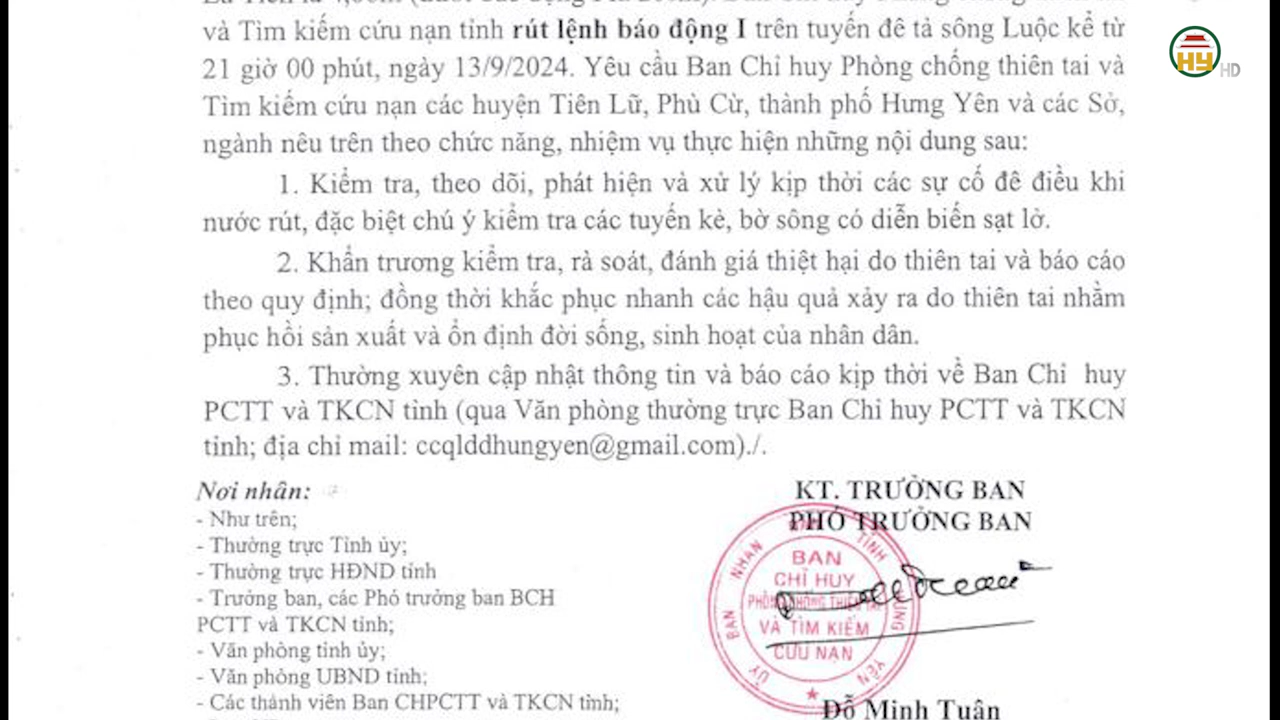 và Tìm kiếm cứu nạn tỉnh rút lệnh báo động I trên tuyến đê tả sông Luộc kể từ
21 giờ 00 phút, ngày 13/9/2024. Yêu cầu Ban Chỉ huy Phòng chống thiên tai và
Tìm kiếm cứu nạn các huyện Tiên Lữ, Phù Cừ, thành phố Hưng Yên và các Sở,
ngành nêu trên theo chức năng, nhiệm vụ thực hiện những nội dung sau:
1. Kiểm tra, theo dõi, phát hiện và xử lý kịp thời các sự cố đê điều khi
nước rút, đặc biệt chú ý kiểm tra các tuyến kè, bờ sông có diễn biến sạt lở.
2. Khẩn trương kiểm tra, rà soát, đánh giá thiệt hại do thiên tai và báo cáo
theo quy định; đồng thời khắc phục nhanh các hậu quả xảy ra do thiên tai nhằm
phục hồi sản xuất và ổn định đời sống, sinh hoạt của nhân dân.
3. Thường xuyên cập nhật thông tin và báo cáo kịp thời về Ban Chỉ huy
PCTT và TKCN tỉnh (qua Văn phòng thường trực Ban Chỉ huy PCTT và TKCN
tỉnh; địa chỉ mail: ccqlddhungyen@gmail.com)./.
Nơi nhận:
- Như trên;
- Thường trực Tỉnh ủy;
- Thường trực HĐND tỉnh
- Trưởng ban, các Phó trưởng ban BCH
PCTT và TKCN tỉnh;
- Văn phòng tỉnh ủy;
- Văn phòng UBND tỉnh;
- Các thành viên Ban CHPCTT và TKCN tỉnh;
KT. TRƯỞNG BAN
PHÓ TRƯỞNG BAN
ỦY BAN NHÂN DÂN TỈNH HƯNG YÊN
BAN
CHỈ HUY
PHÒNG CHỐNG THIÊN TAI
VÀ TÌM KIẾM
CỨU NẠN
Đỗ Minh Tuân
HY HD